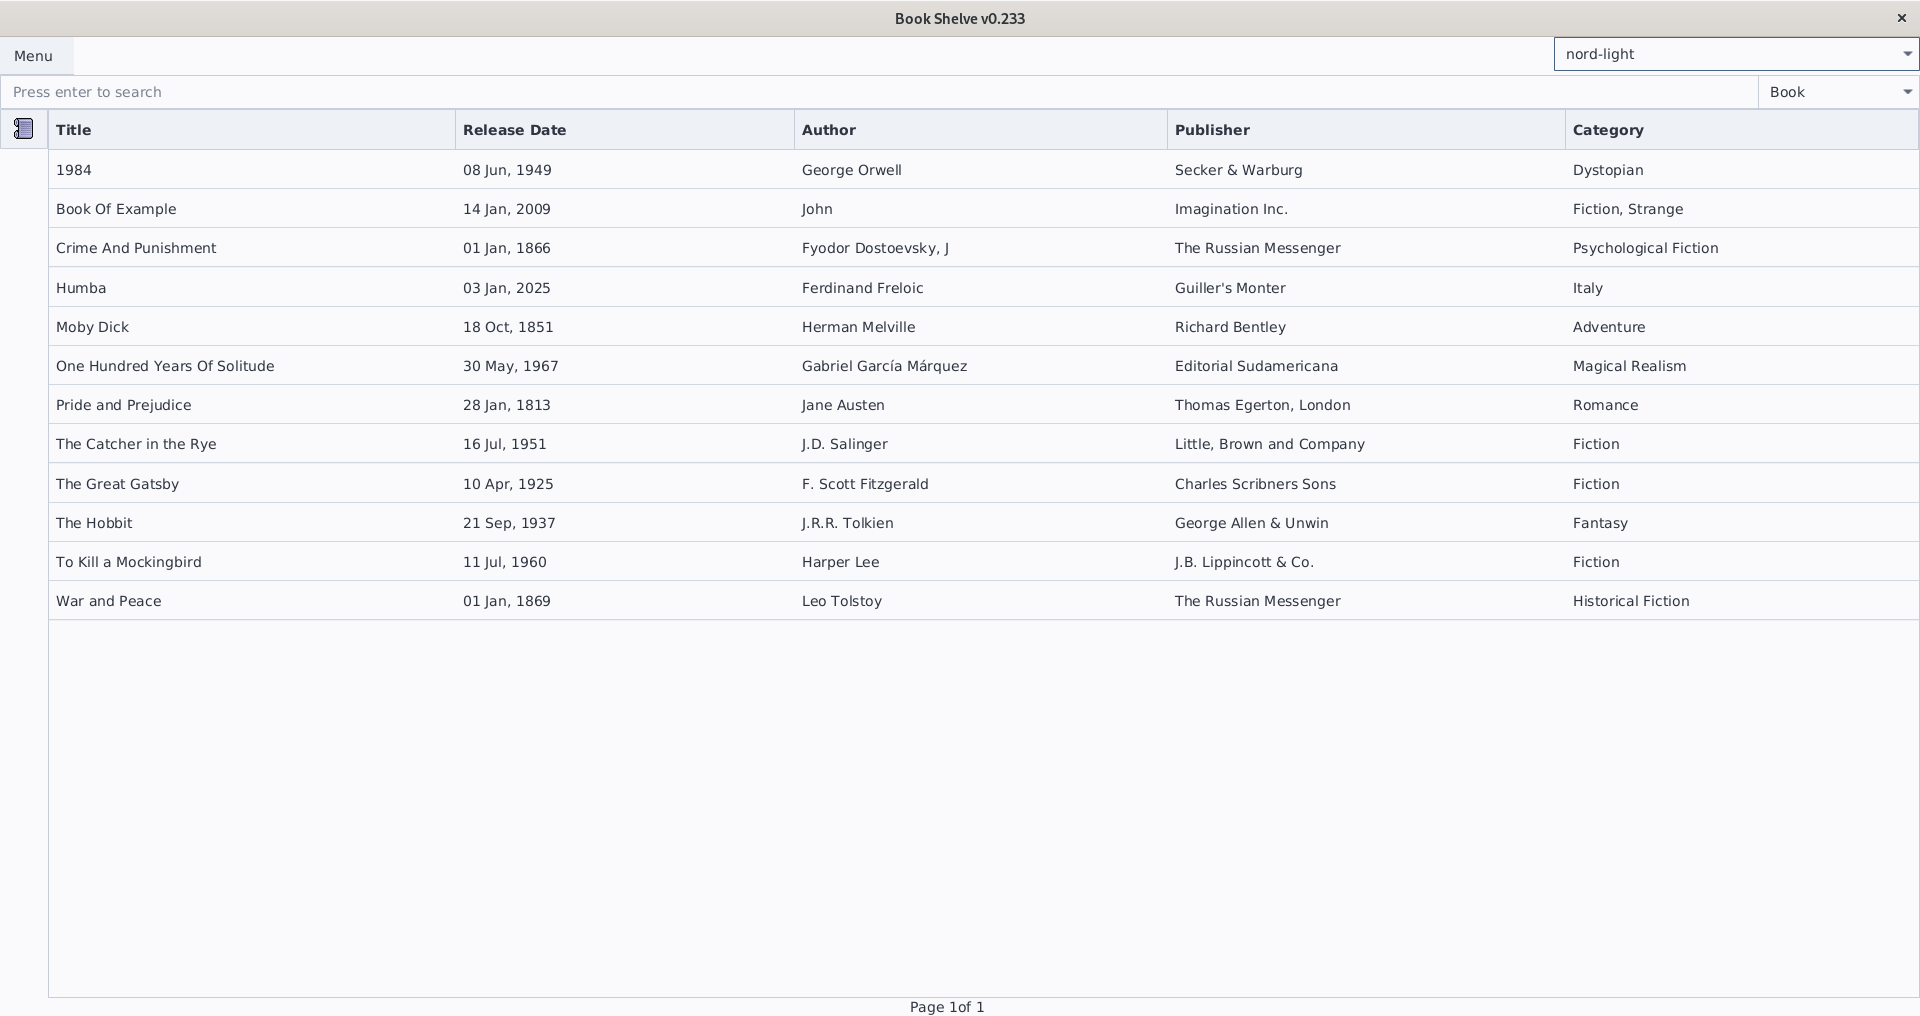 Book Shelve v0.233 ×
Menu nord-light
Press enter to search Book
Title Release Date Author Publisher Category
1984 08 Jun, 1949 George Orwell Secker & Warburg Dystopian
Book Of Example 14 Jan, 2009 John Imagination Inc. Fiction, Strange
Crime And Punishment 01 Jan, 1866 Fyodor Dostoevsky, J The Russian Messenger Psychological Fiction
Humba 03 Jan, 2025 Ferdinand Freloic Guiller's Monter Italy
Moby Dick 18 Oct, 1851 Herman Melville Richard Bentley Adventure
One Hundred Years Of Solitude 30 May, 1967 Gabriel García Márquez Editorial Sudamericana Magical Realism
Pride and Prejudice 28 Jan, 1813 Jane Austen Thomas Egerton, London Romance
The Catcher in the Rye 16 Jul, 1951 J.D. Salinger Little, Brown and Company Fiction
The Great Gatsby 10 Apr, 1925 F. Scott Fitzgerald Charles Scribners Sons Fiction
The Hobbit 21 Sep, 1937 J.R.R. Tolkien George Allen & Unwin Fantasy
To Kill a Mockingbird 11 Jul, 1960 Harper Lee J.B. Lippincott & Co. Fiction
War and Peace 01 Jan, 1869 Leo Tolstoy The Russian Messenger Historical Fiction
Page 1of 1